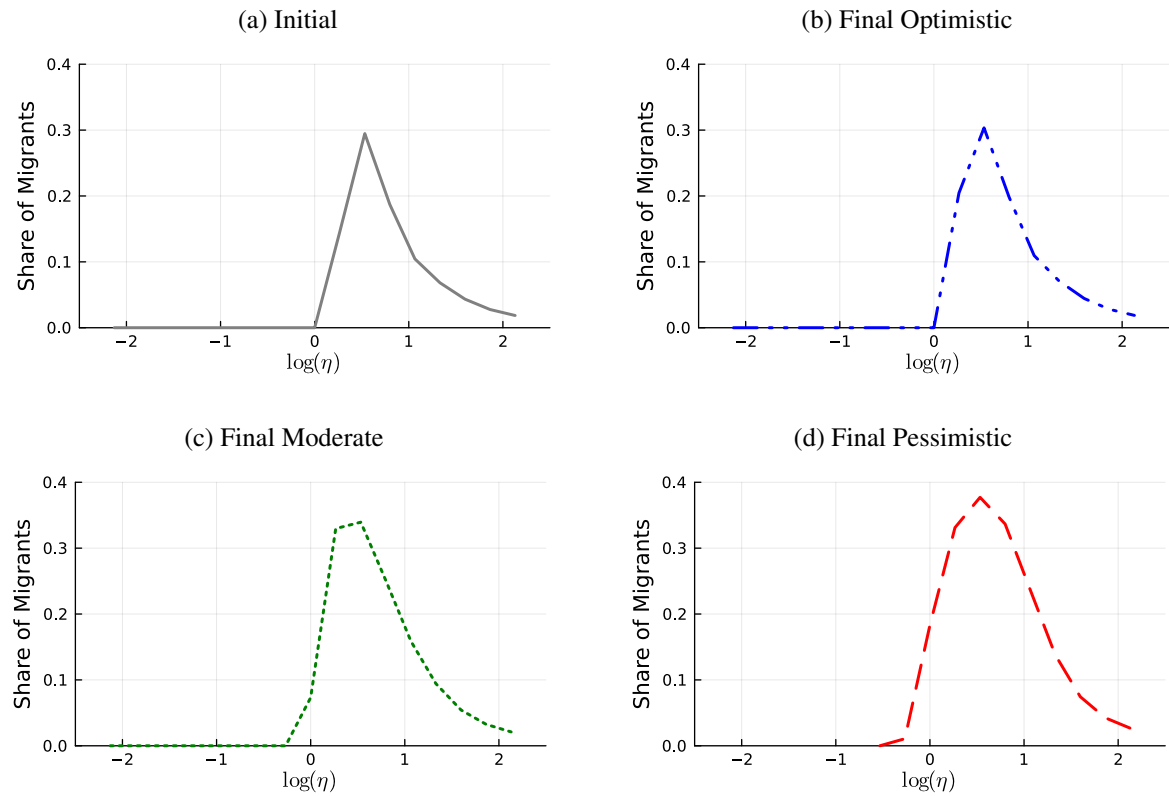 (a) Initial
0.4
0.3
0.2
0.1
0.0
Share of Migrants
−2 −1 0 1 2
log(η)
(b) Final Optimistic
0.4
0.3
0.2
0.1
0.0
Share of Migrants
−2 −1 0 1 2
log(η)
(c) Final Moderate
0.4
0.3
0.2
0.1
0.0
Share of Migrants
−2 −1 0 1 2
log(η)
(d) Final Pessimistic
0.4
0.3
0.2
0.1
0.0
Share of Migrants
−2 −1 0 1 2
log(η)